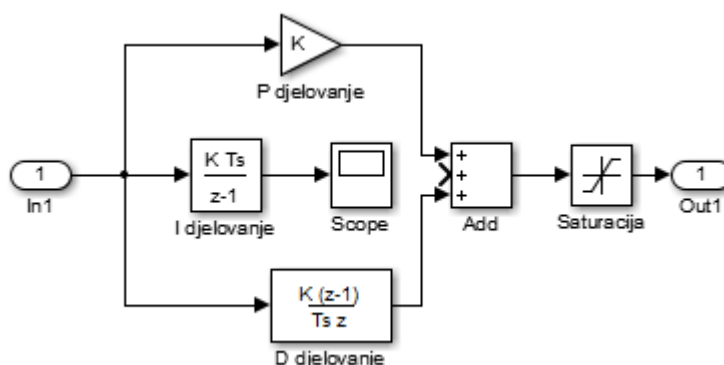 K
P djelovanje
1
In1
K Ts
z-1
I djelovanje
Scope
+
+
+
Add
Saturacija
1
Out1
K (z-1)
Ts z
D djelovanje